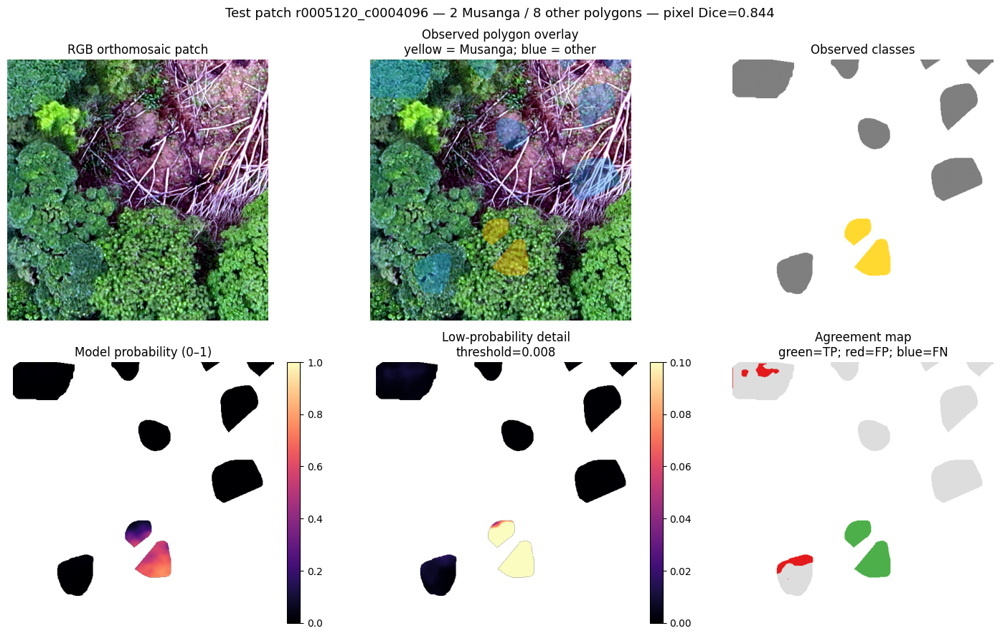 Test patch r0005120_c0004096 — 2 Musanga / 8 other polygons — pixel Dice=0.844
RGB orthomosaic patch
Observed polygon overlay
yellow = Musanga; blue = other
Observed classes
Model probability (0–1)
1.0
0.8
0.6
0.4
0.2
0.0
Low-probability detail
threshold=0.008
0.10
0.08
0.06
0.04
0.02
0.00
Agreement map
green=TP; red=FP; blue=FN